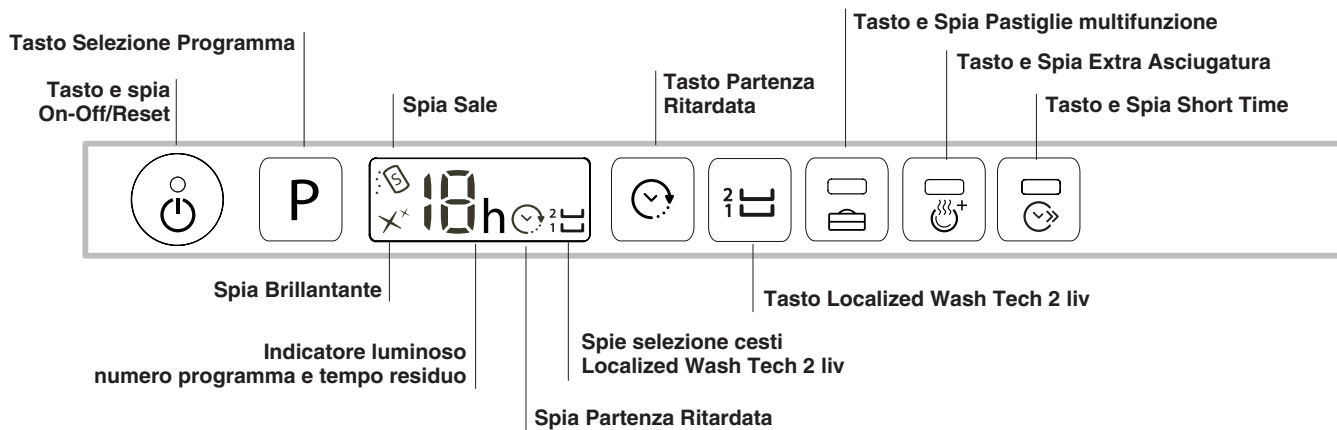 Tasto e Spia Pastiglie multifunzione
Tasto Selezione Programma
Tasto e Spia Extra Asciugatura
Tasto e spia
On-Off/Reset
Spia Sale
Tasto Partenza
Ritardata
Tasto e Spia Short Time
P
S
18h
2
1
2
1
+
Spia Brillantante
Tasto Localized Wash Tech 2 liv
Indicatore luminoso
numero programma e tempo residuo
Spie selezione cesti
Localized Wash Tech 2 liv
Spia Partenza Ritardata